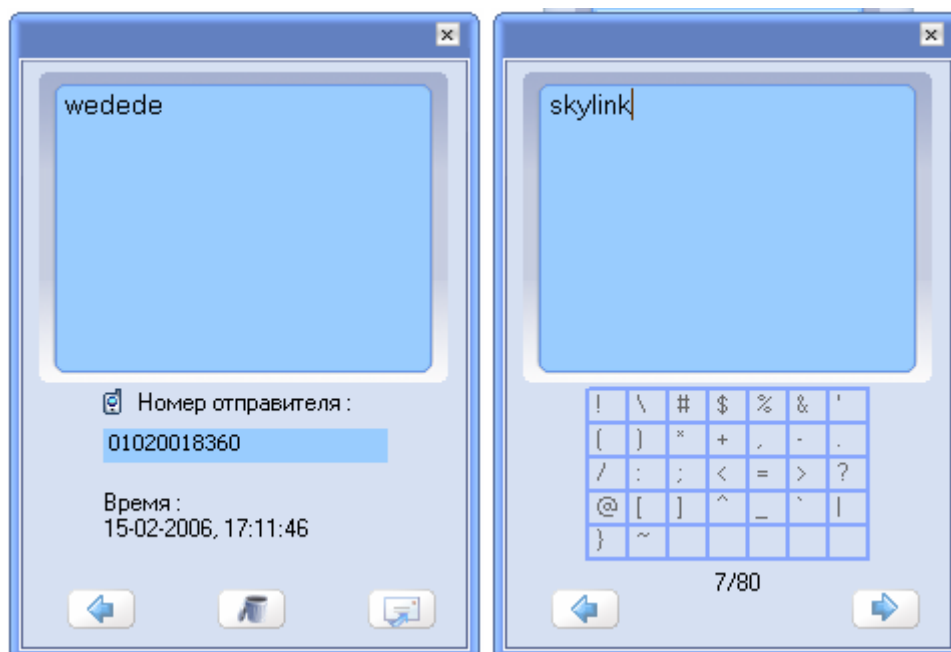 wedede
Номер отправителя :
01020018360
Время :
15-02-2006, 17:11:46
skylink
! \ # $ % & '
( ) * + , - .
/ : ; < = > ?
@ [ ] ^ _ ` |
} ~
7/80